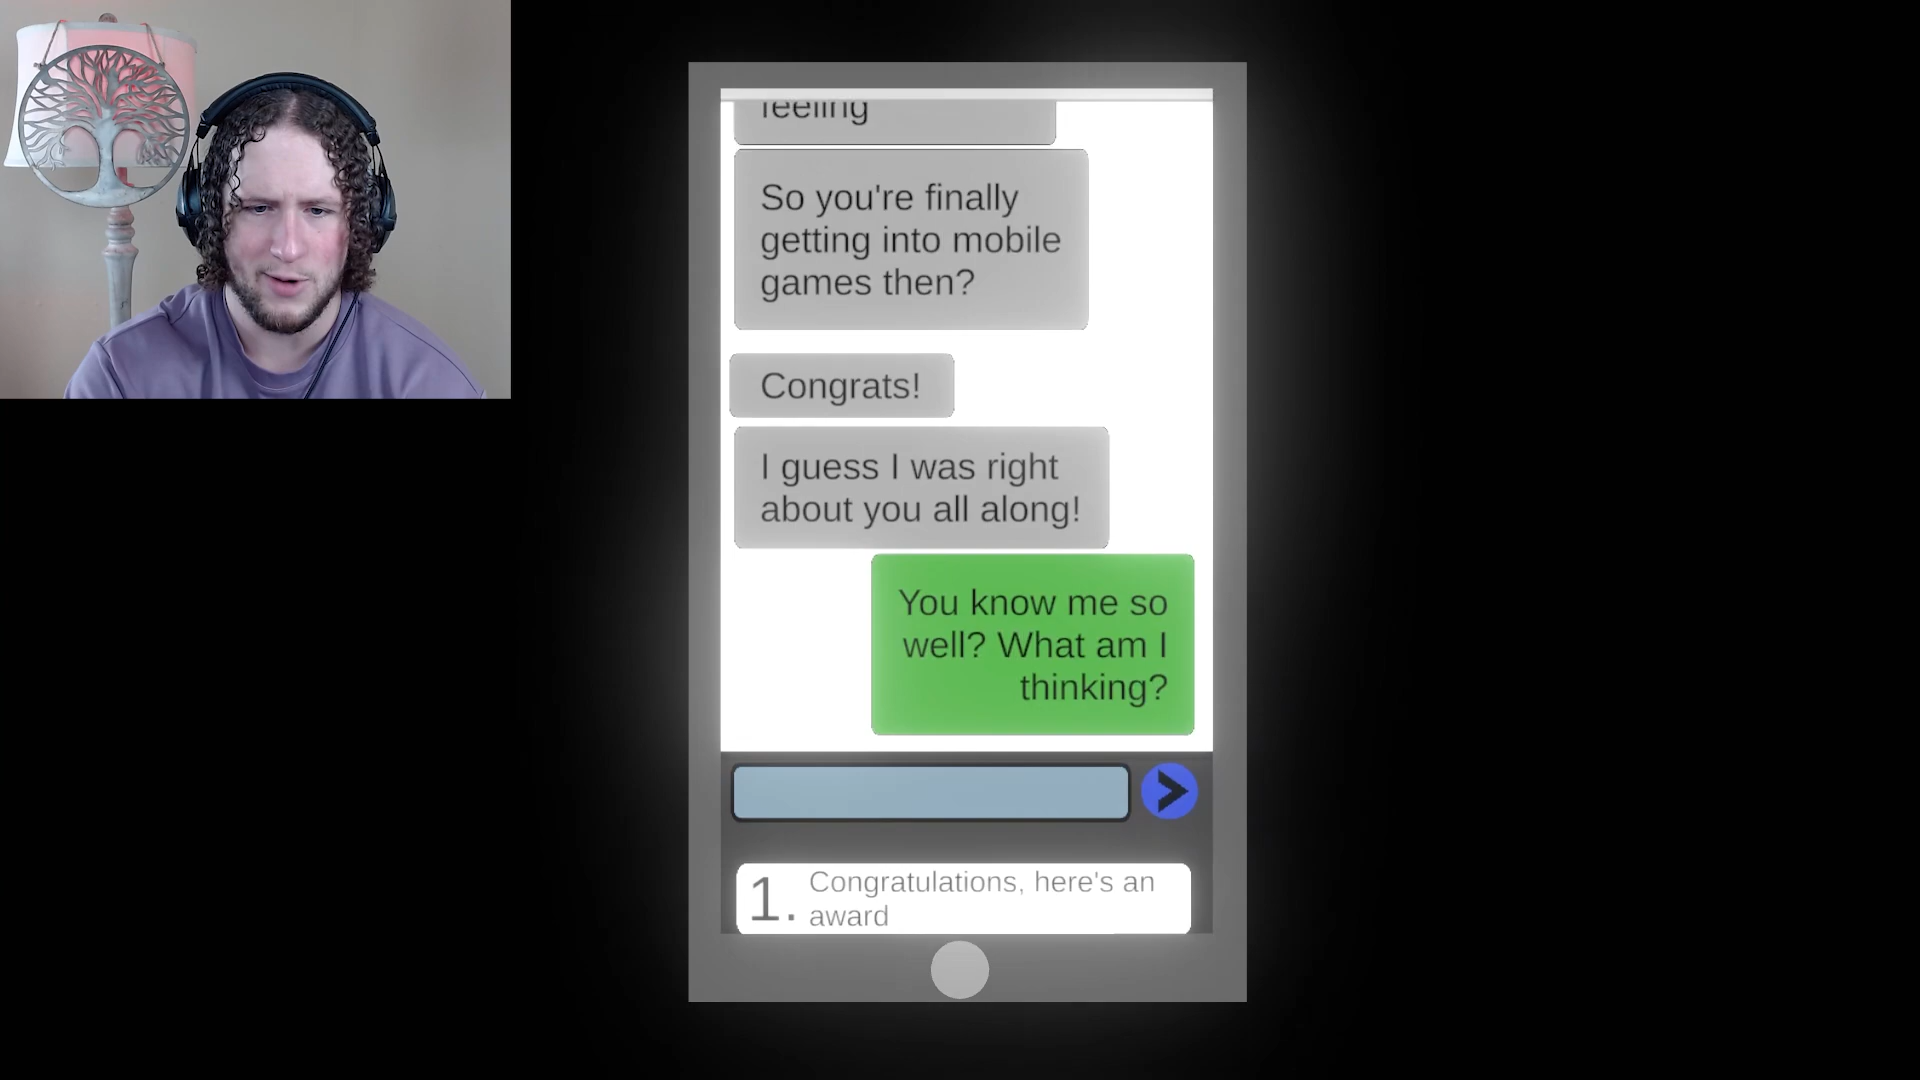 feeling
So you're finally
getting into mobile
games then?
Congrats!
I guess I was right
about you all along!
You know me so
well? What am I
thinking?
1. Congratulations, here's an
award